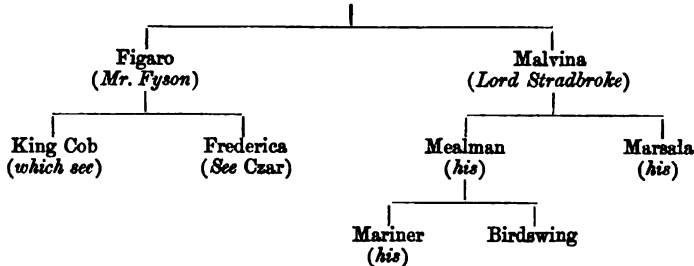 Figaro Malvina
(Mr. Fyson) (Lord Stradbroke)
King Cob Frederica Mealman Marsala
(which see) (See Czar) (his) (his)
Mariner Birdswing
(his)